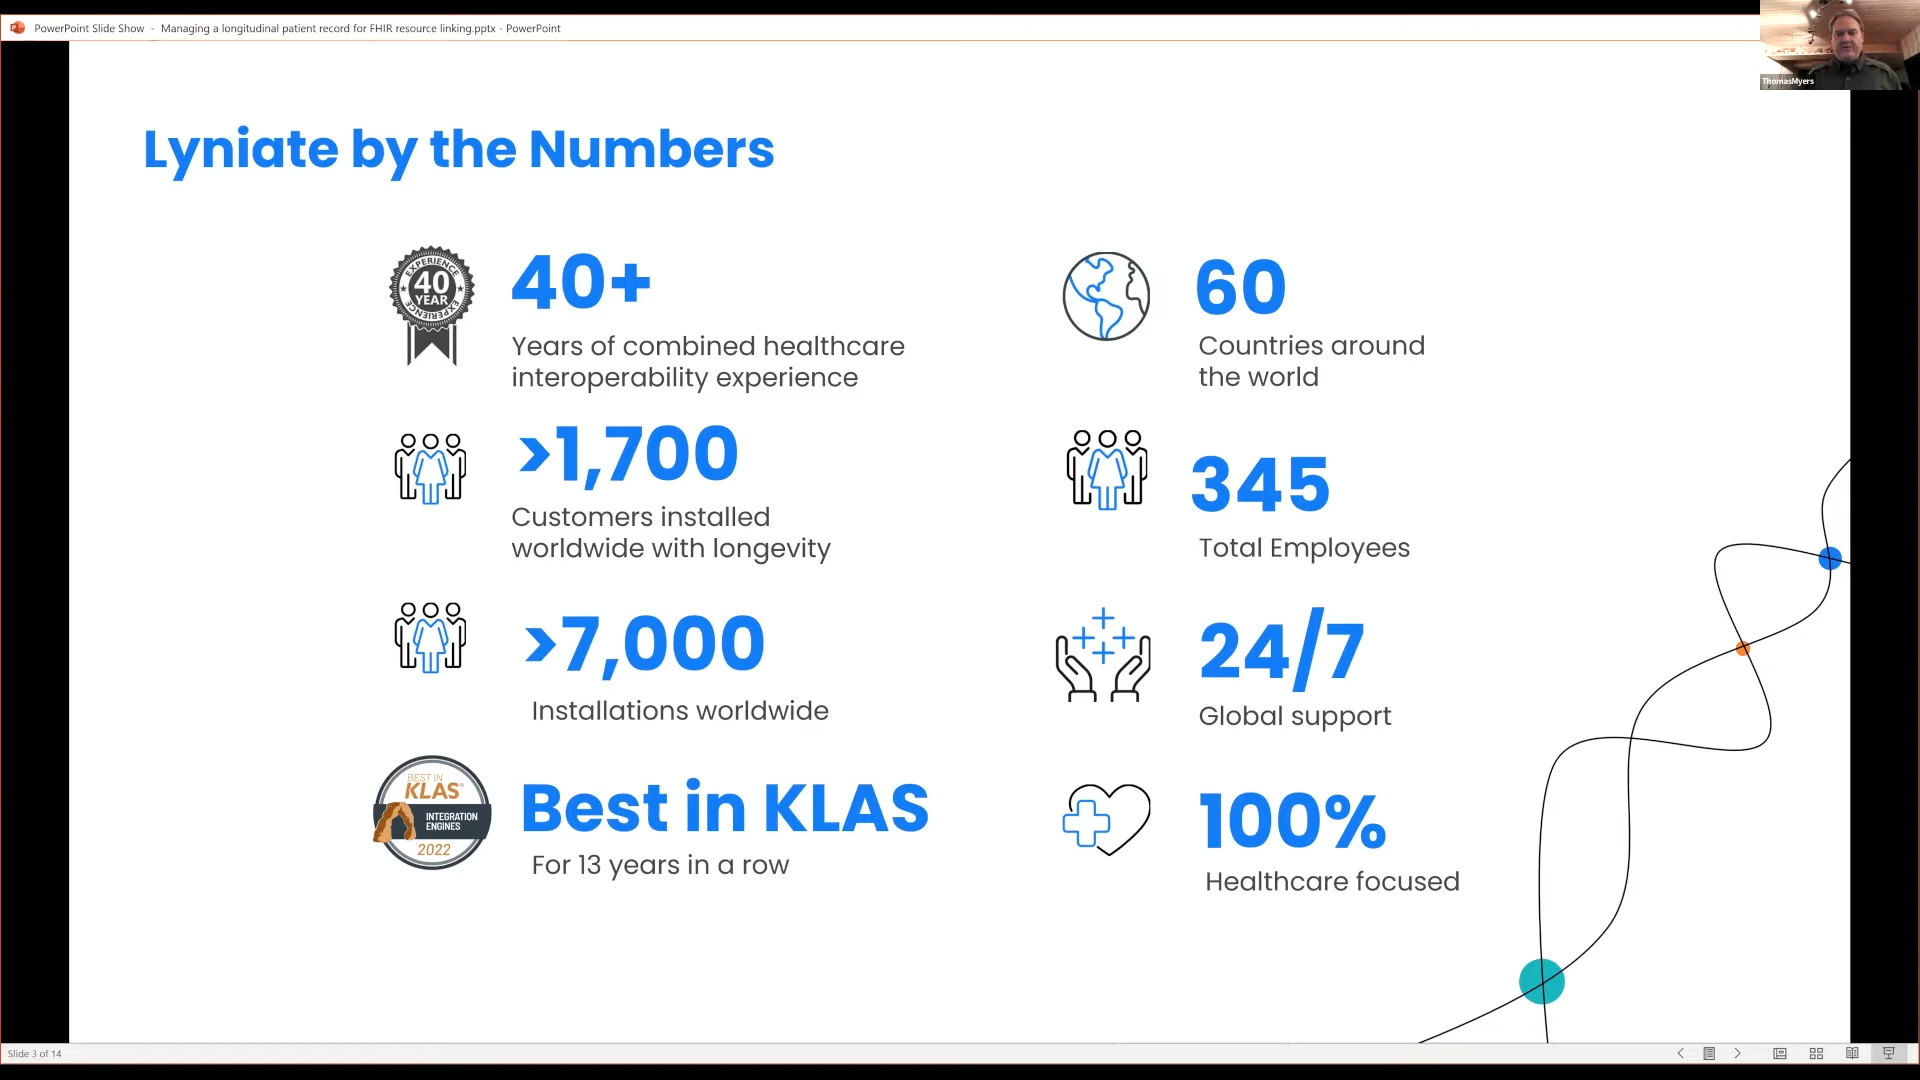 PowerPoint Slide Show - Managing a longitudinal patient record for FHIR resource linking.pptx - PowerPoint
ThomasMyers
Lyniate by the Numbers
EXPERIENCE
40
YEAR
EXPERIENCE
40+
Years of combined healthcare
interoperability experience
60
Countries around
the world
>1,700
Customers installed
worldwide with longevity
345
Total Employees
>7,000
Installations worldwide
24/7
Global support
BEST IN
KLAS®
INTEGRATION
ENGINES
2022
Best in KLAS
For 13 years in a row
100%
Healthcare focused
Slide 3 of 14